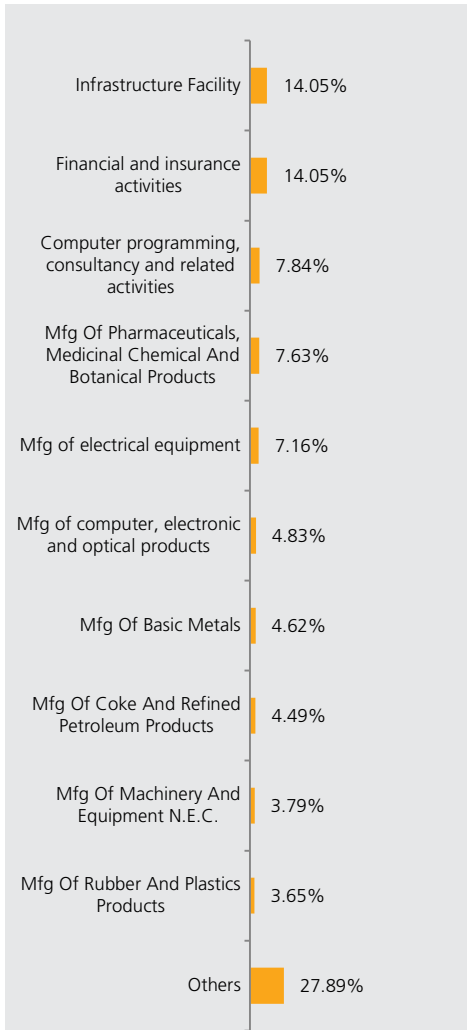 Infrastructure Facility 14.05%
Financial and insurance
activities 14.05%
Computer programming,
consultancy and related
activities 7.84%
Mfg Of Pharmaceuticals,
Medicinal Chemical And
Botanical Products 7.63%
Mfg of electrical equipment 7.16%
Mfg of computer, electronic
and optical products 4.83%
Mfg Of Basic Metals 4.62%
Mfg Of Coke And Refined
Petroleum Products 4.49%
Mfg Of Machinery And
Equipment N.E.C. 3.79%
Mfg Of Rubber And Plastics
Products 3.65%
Others 27.89%